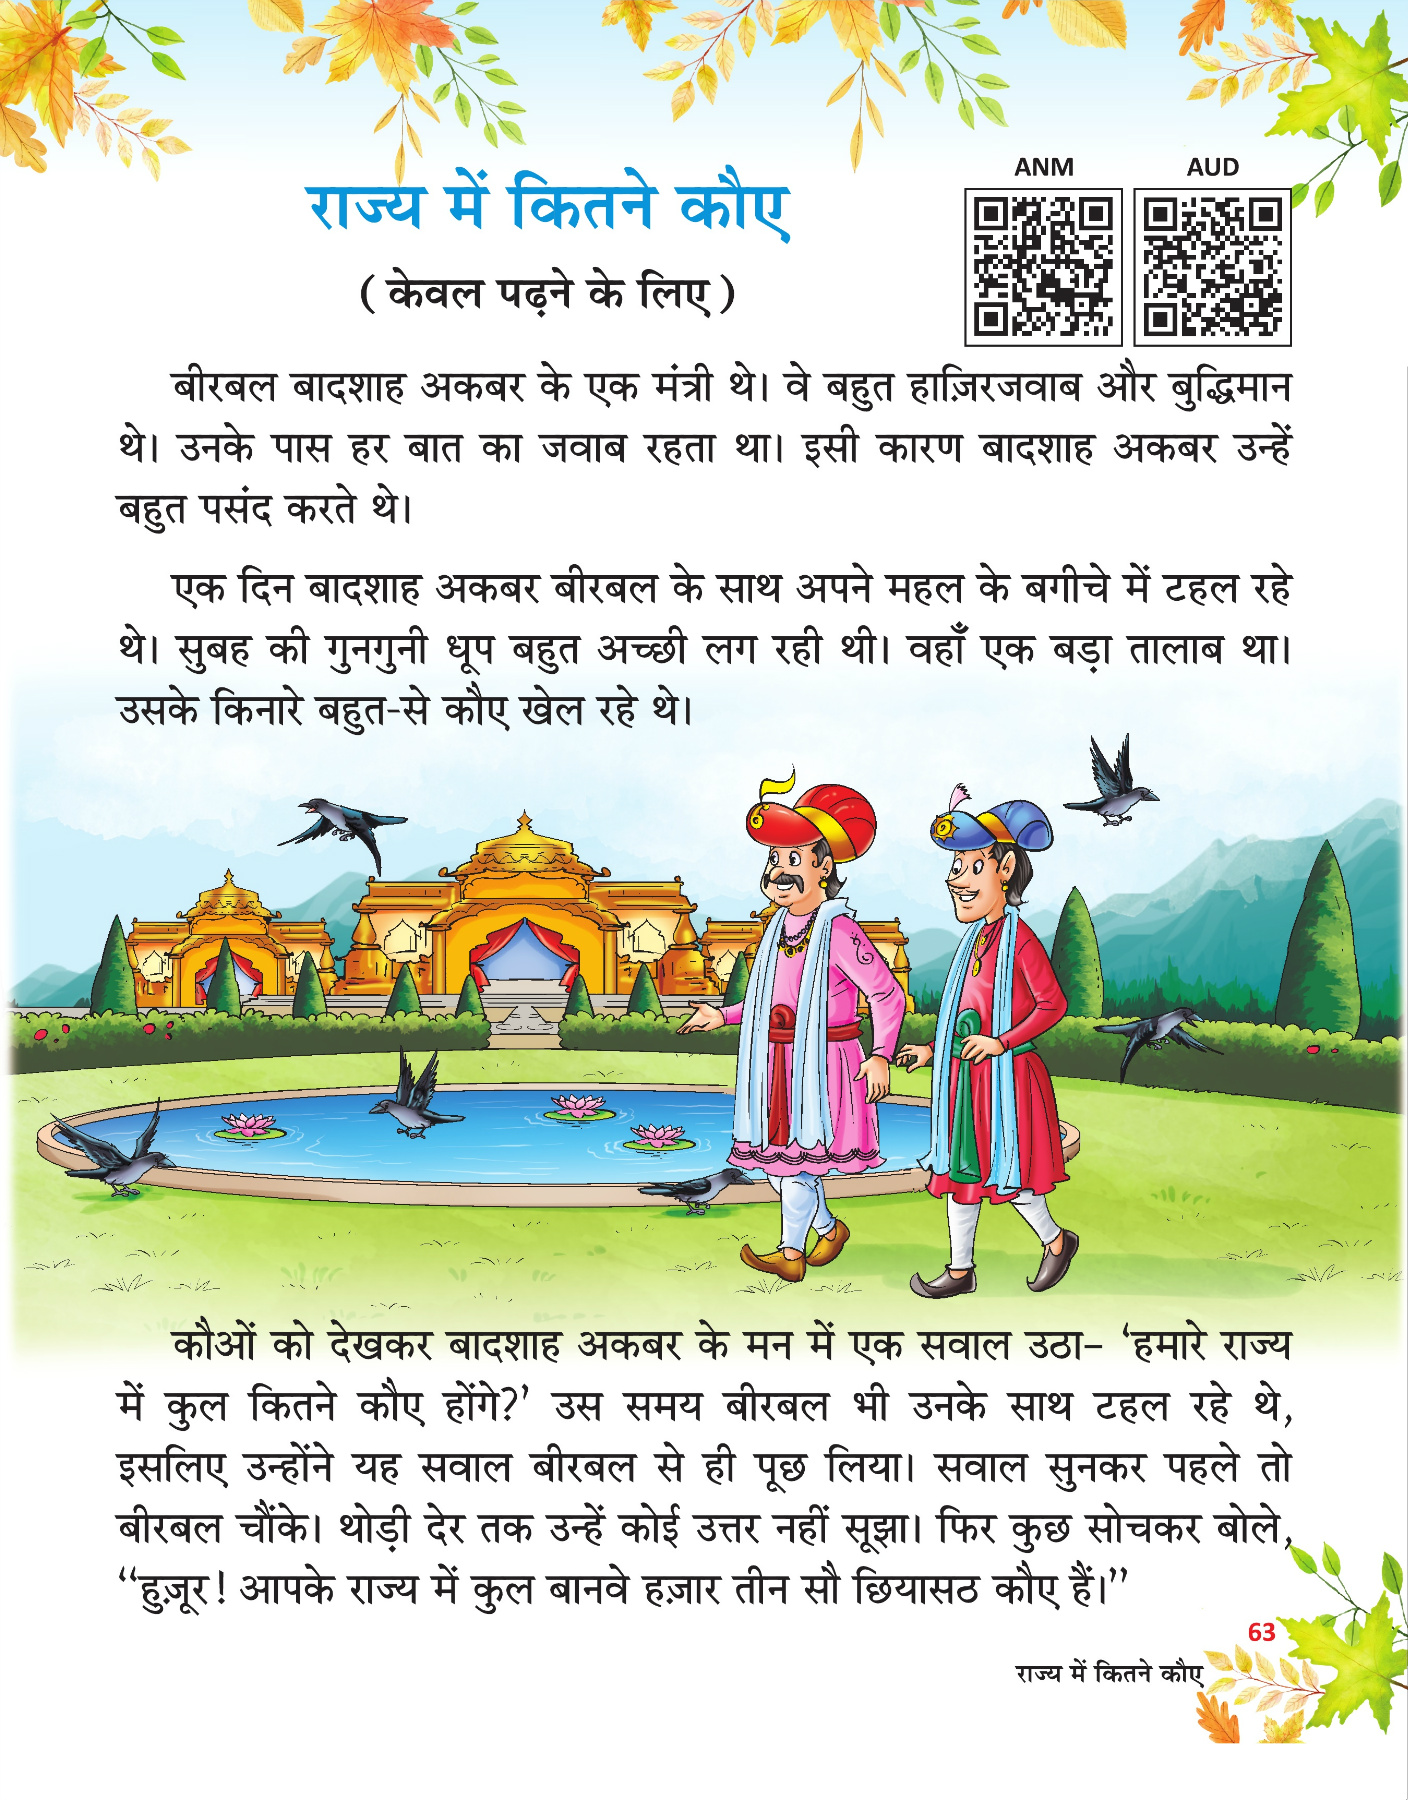 ANM AUD
राज्य में कितने कौए
( केवल पढ़ने के लिए )
बीरबल बादशाह अकबर के एक मंत्री थे। वे बहुत हाज़िरजवाब और बुद्धिमान
थे। उनके पास हर बात का जवाब रहता था। इसी कारण बादशाह अकबर उन्हें
बहुत पसंद करते थे।
एक दिन बादशाह अकबर बीरबल के साथ अपने महल के बगीचे में टहल रहे
थे। सुबह की गुनगुनी धूप बहुत अच्छी लग रही थी। वहाँ एक बड़ा तालाब था।
उसके किनारे बहुत-से कौए खेल रहे थे।
कौओं को देखकर बादशाह अकबर के मन में एक सवाल उठा– ‘हमारे राज्य
में कुल कितने कौए होंगे?’ उस समय बीरबल भी उनके साथ टहल रहे थे,
इसलिए उन्होंने यह सवाल बीरबल से ही पूछ लिया। सवाल सुनकर पहले तो
बीरबल चौंके। थोड़ी देर तक उन्हें कोई उत्तर नहीं सूझा। फिर कुछ सोचकर बोले,
“हुज़ूर! आपके राज्य में कुल बानवे हज़ार तीन सौ छियासठ कौए हैं।”
63
राज्य में कितने कौए